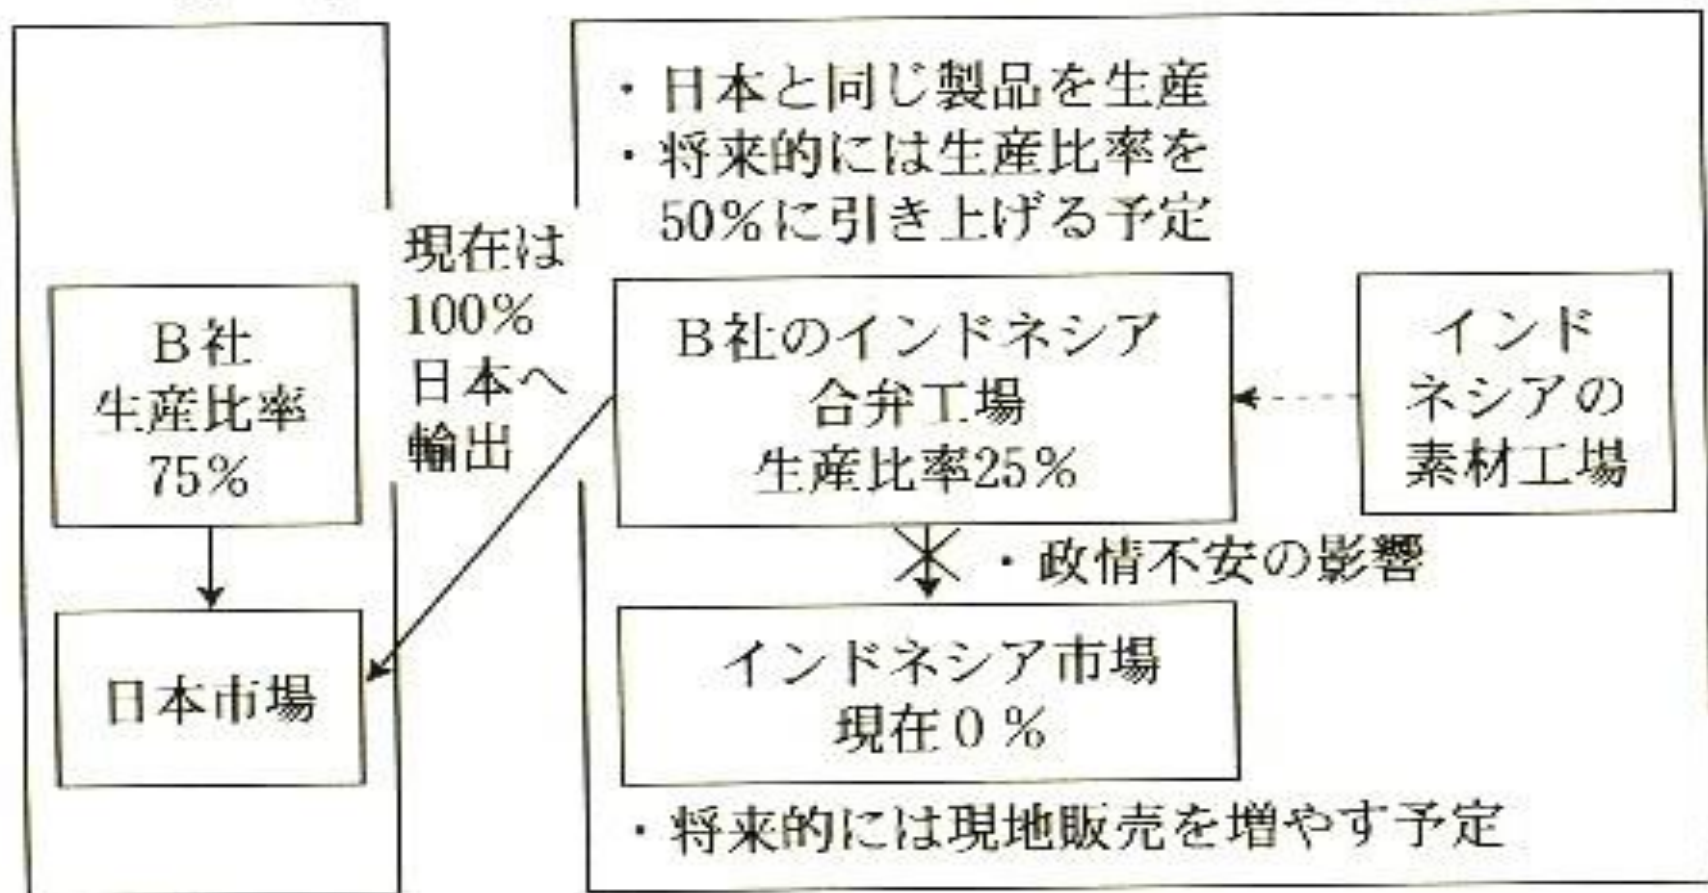 ・日本と同じ製品を生産
・将来的には生産比率を
50%に引き上げる予定
現在は
100%
日本へ
輸出
B社
生産比率
75%
B社のインドネシア
合弁工場
生産比率25%
インド
ネシアの
素材工場
・政情不安の影響
日本市場
インドネシア市場
現在0%
・将来的には現地販売を増やす予定